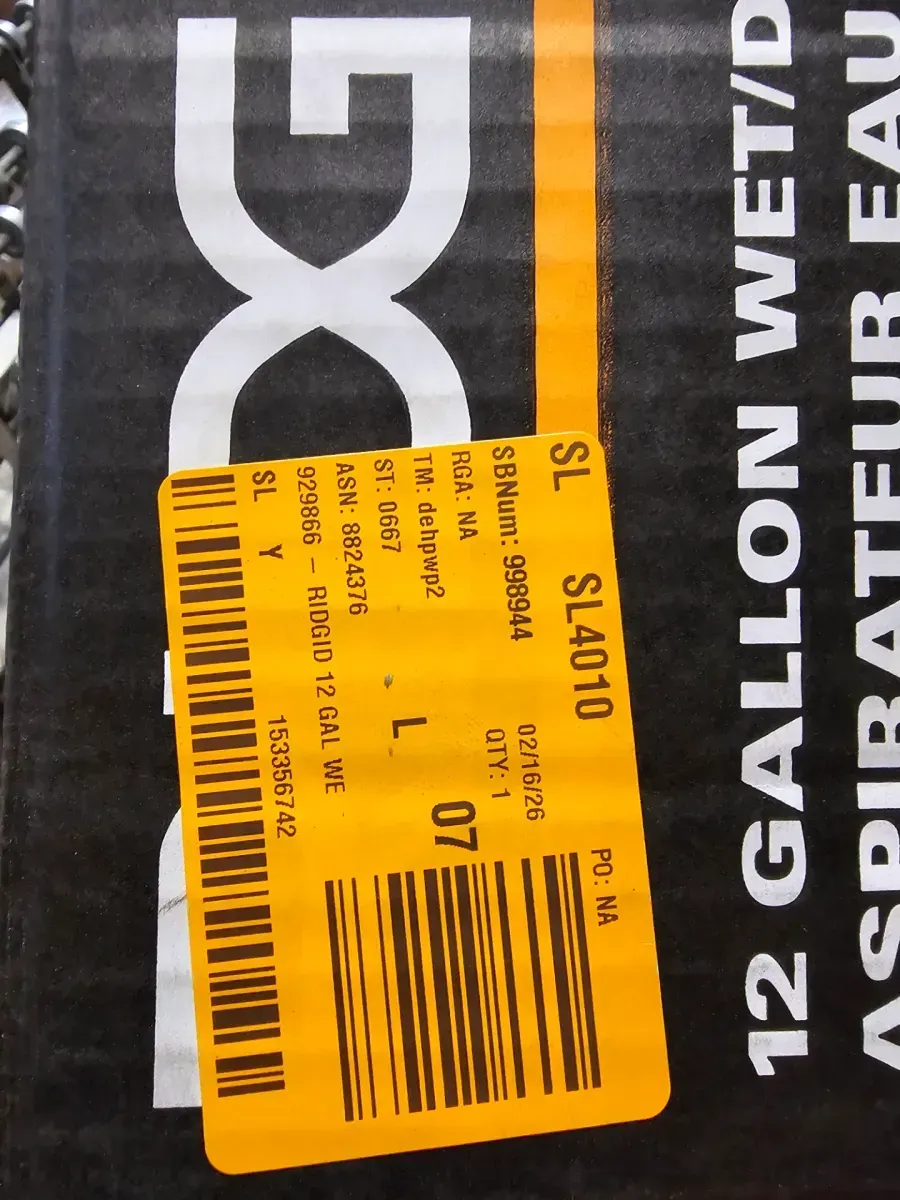 12 GALLON WET/D
ASPIRATEUR EAU
SL SL4010 PO: NA
SBNum: 998944 02/16/26
RGA: NA QTY: 1
TM: dehpwp2 07
ST: 0667 L
ASN: 8824376
929866 – RIDGID 12 GAL WE
SL Y 153356742